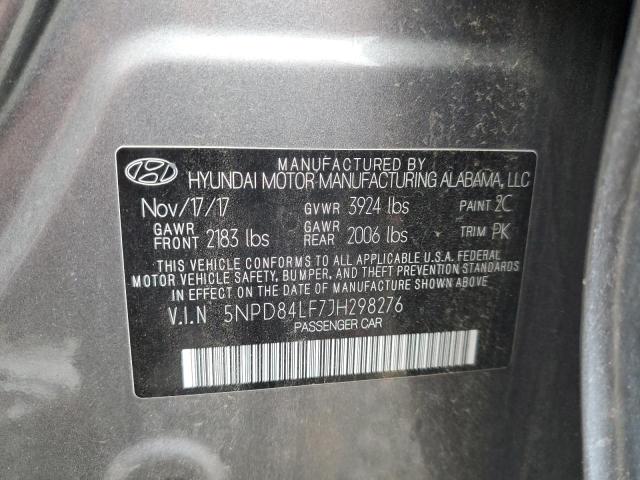 MANUFACTURED BY
HYUNDAI MOTOR MANUFACTURING ALABAMA, LLC
Nov/17/17 GVWR 3924 lbs PAINT 2C
GAWR FRONT 2183 lbs GAWR REAR 2006 lbs TRIM PK
THIS VEHICLE CONFORMS TO ALL APPLICABLE U.S.A. FEDERAL
MOTOR VEHICLE SAFETY, BUMPER, AND THEFT PREVENTION STANDARDS
IN EFFECT ON THE DATE OF MANUFACTURE SHOWN ABOVE.
V.I.N 5NPD84LF7JH298276
PASSENGER CAR